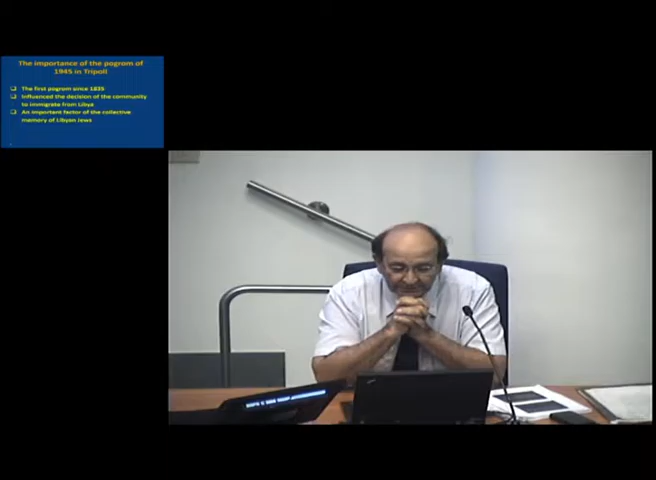 The importance of the pogrom of
1945 in Tripoli
The first pogrom since 1835
Influenced the decision of the community
to immigrate from Libya
An important factor of the collective
memory of Libyan Jews